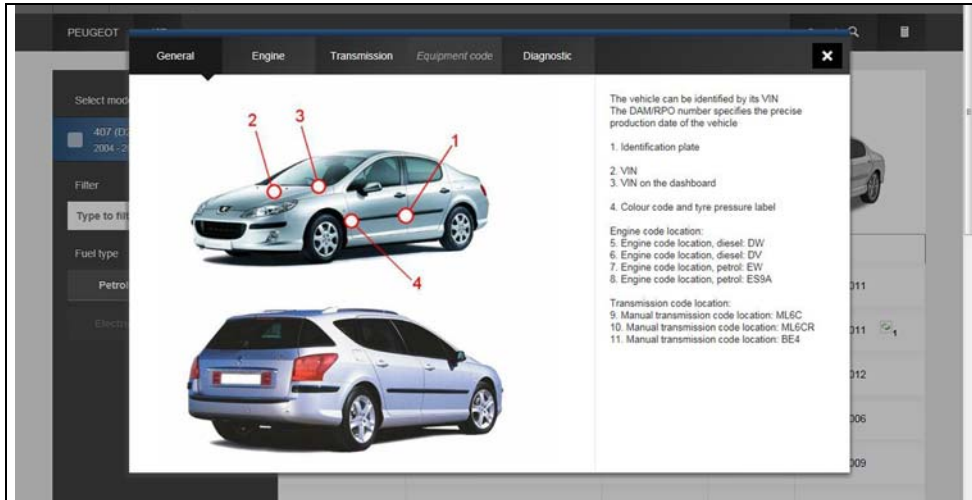 PEUGEOT
General Engine Transmission Equipment code Diagnostic
Select mod
407 (D
2004 - 2
Filter
Type to filt
Fuel type
Petrol
Electri
2
3
1
4
The vehicle can be identified by its VIN
The DAM/RPO number specifies the precise
production date of the vehicle
1. Identification plate
2. VIN
3. VIN on the dashboard
4. Colour code and tyre pressure label
Engine code location:
5. Engine code location, diesel: DW
6. Engine code location, diesel: DV
7. Engine code location, petrol: EW
8. Engine code location, petrol: ES9A
Transmission code location:
9. Manual transmission code location: ML6C
10. Manual transmission code location: ML6CR
11. Manual transmission code location: BE4
011
011 1
012
006
009